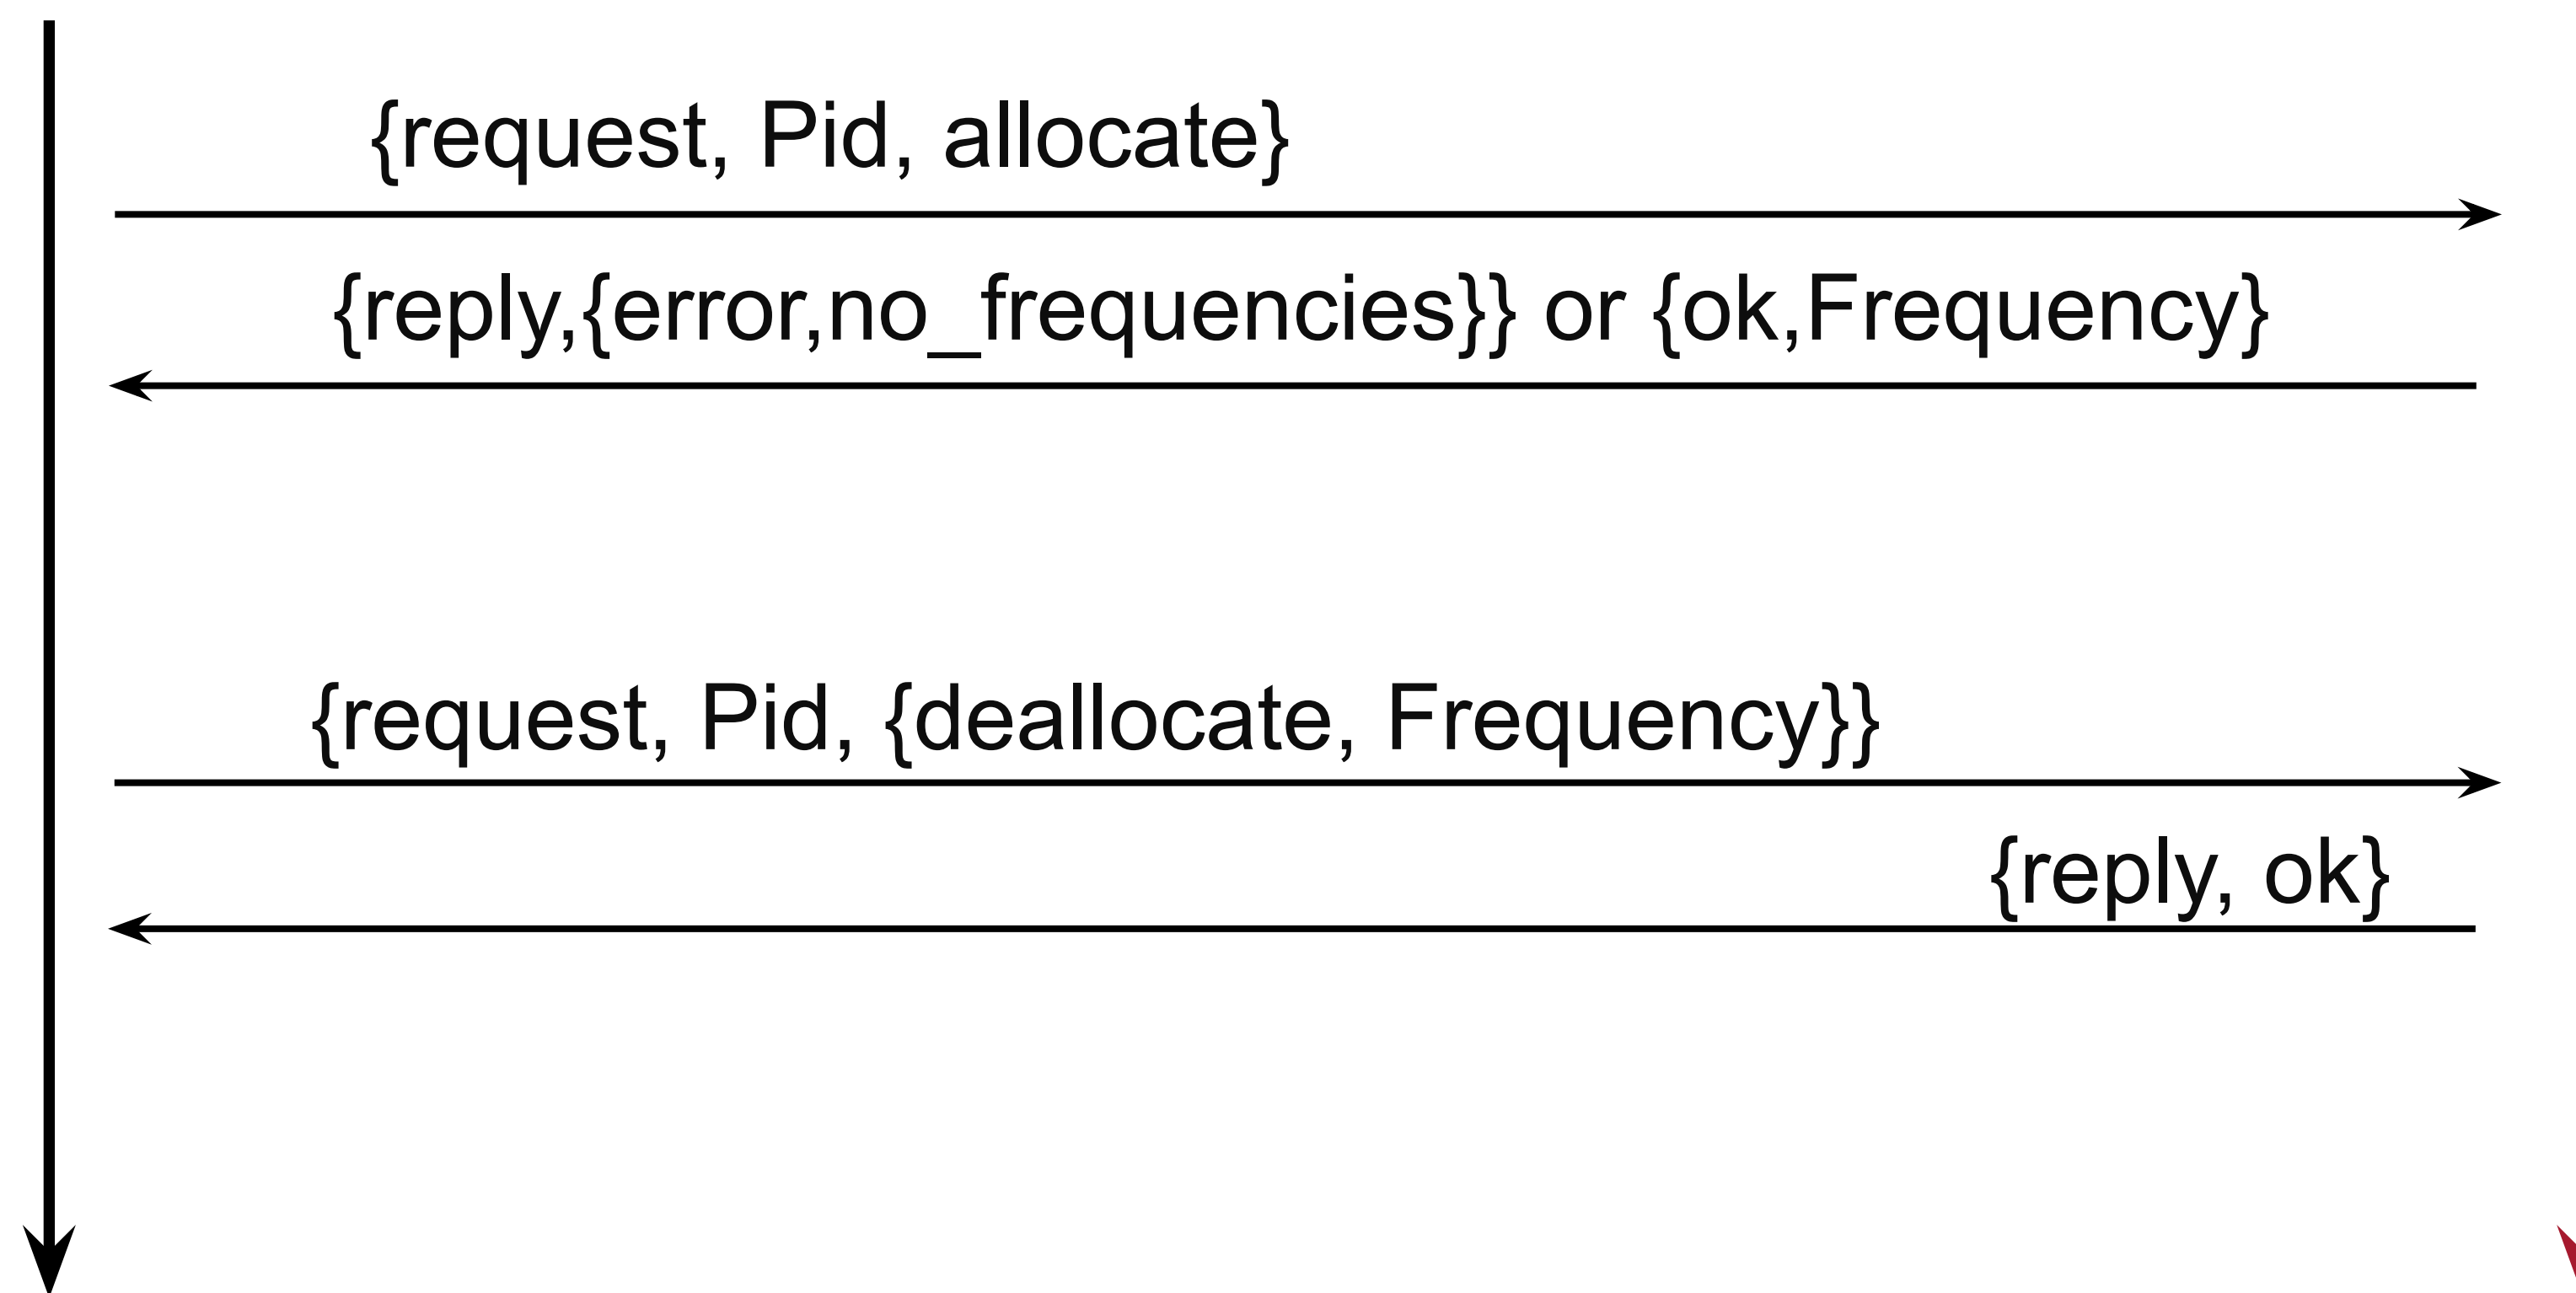 {request, Pid, allocate}
{reply,{error,no_frequencies}} or {ok,Frequency}
{request, Pid, {deallocate, Frequency}}
{reply, ok}